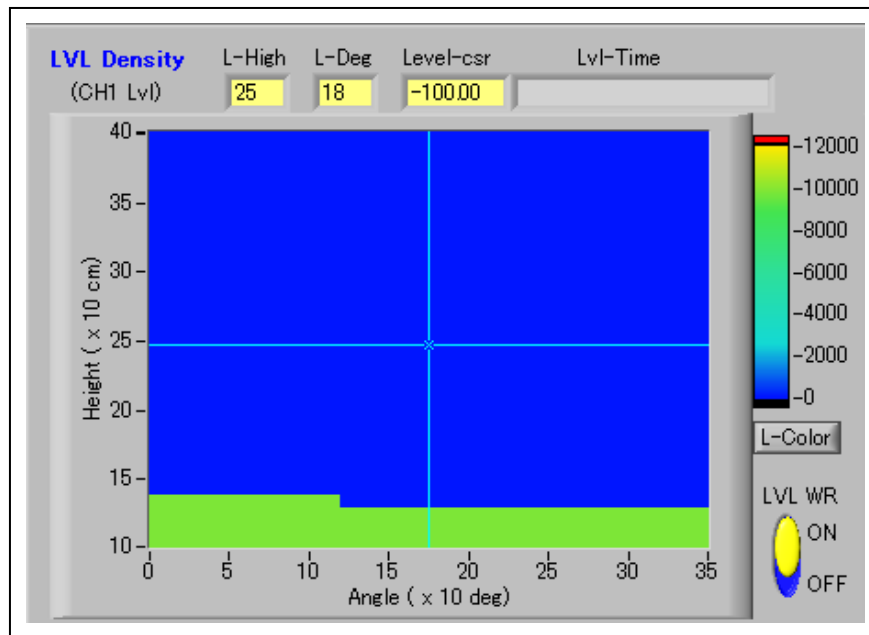 LVL Density L-High L-Deg Level-csr Lvl-Time
(CH1 Lvl) 25 18 -100.00
40
35
30
25
20
15
10
Height ( x 10 cm)
0 5 10 15 20 25 30 35
Angle ( x 10 deg)
12000
10000
8000
6000
4000
2000
0
L-Color
LVL WR
ON
OFF